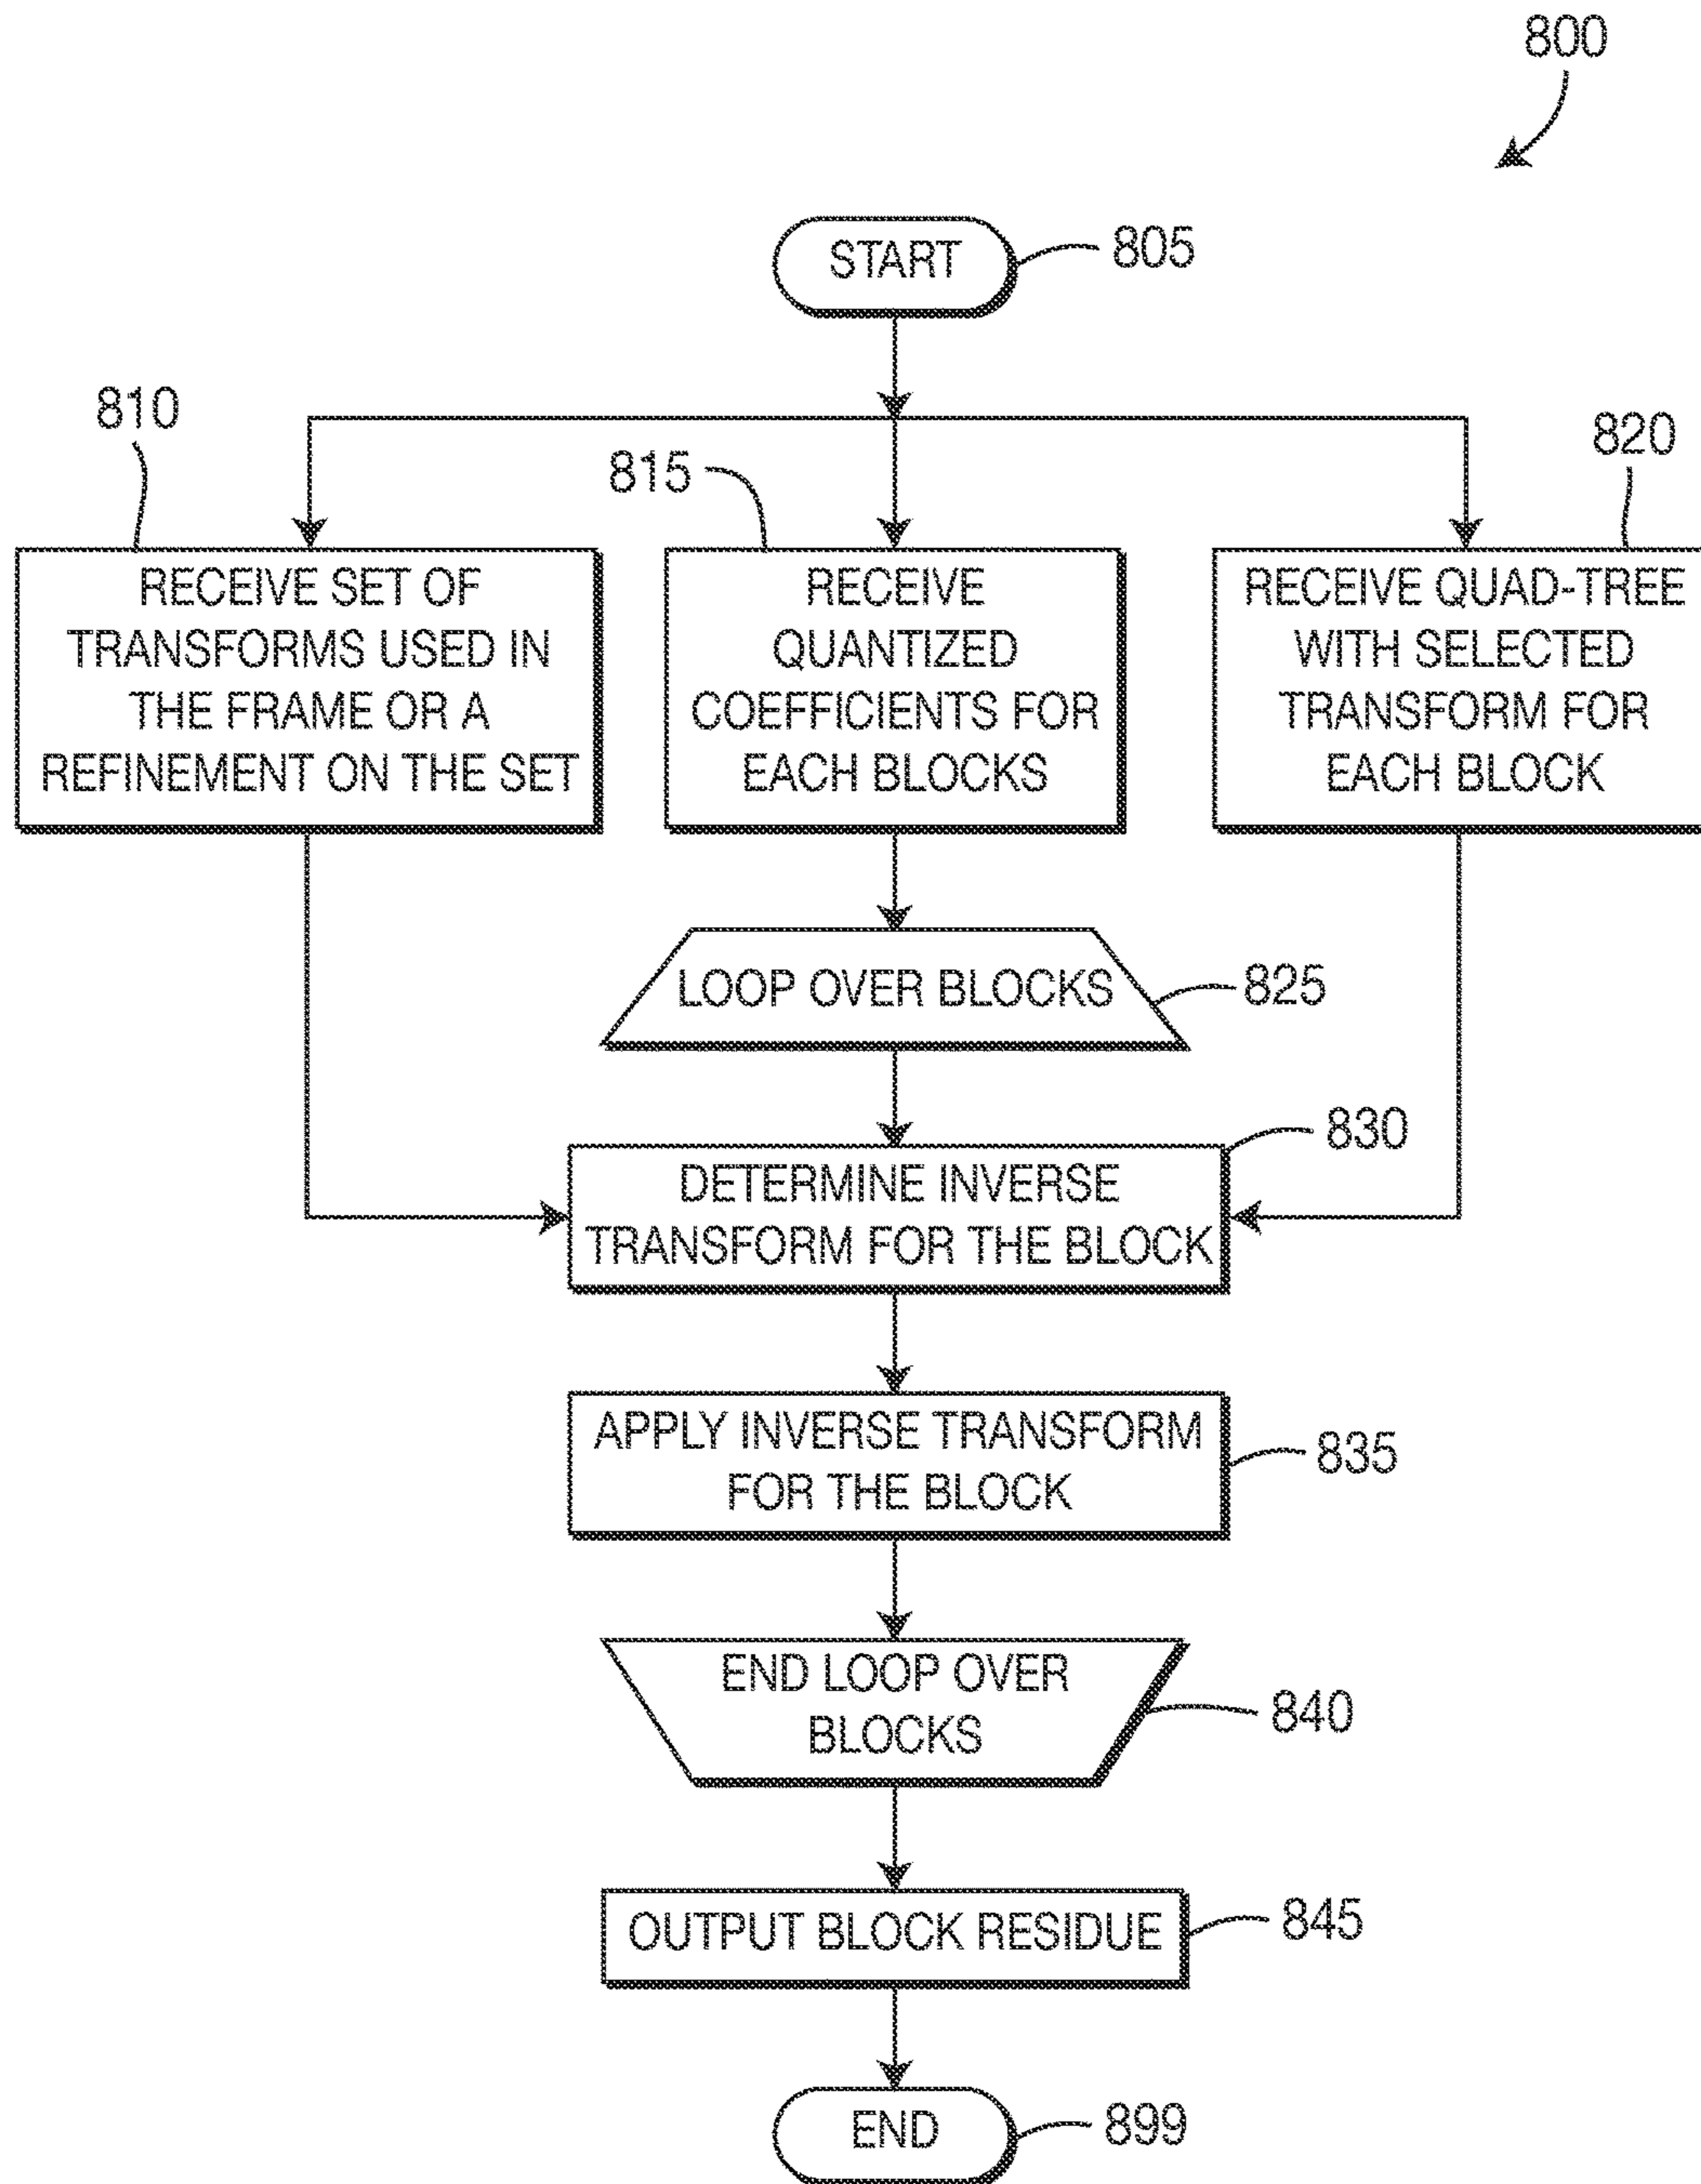 800
START
805
810
815
820
RECEIVE SET OF
TRANSFORMS USED IN
THE FRAME OR A
REFINEMENT ON THE SET
RECEIVE
QUANTIZED
COEFFICIENTS FOR
EACH BLOCKS
RECEIVE QUAD-TREE
WITH SELECTED
TRANSFORM FOR
EACH BLOCK
LOOP OVER BLOCKS
825
830
DETERMINE INVERSE
TRANSFORM FOR THE BLOCK
APPLY INVERSE TRANSFORM
FOR THE BLOCK
835
END LOOP OVER
BLOCKS
840
OUTPUT BLOCK RESIDUE
845
END
899